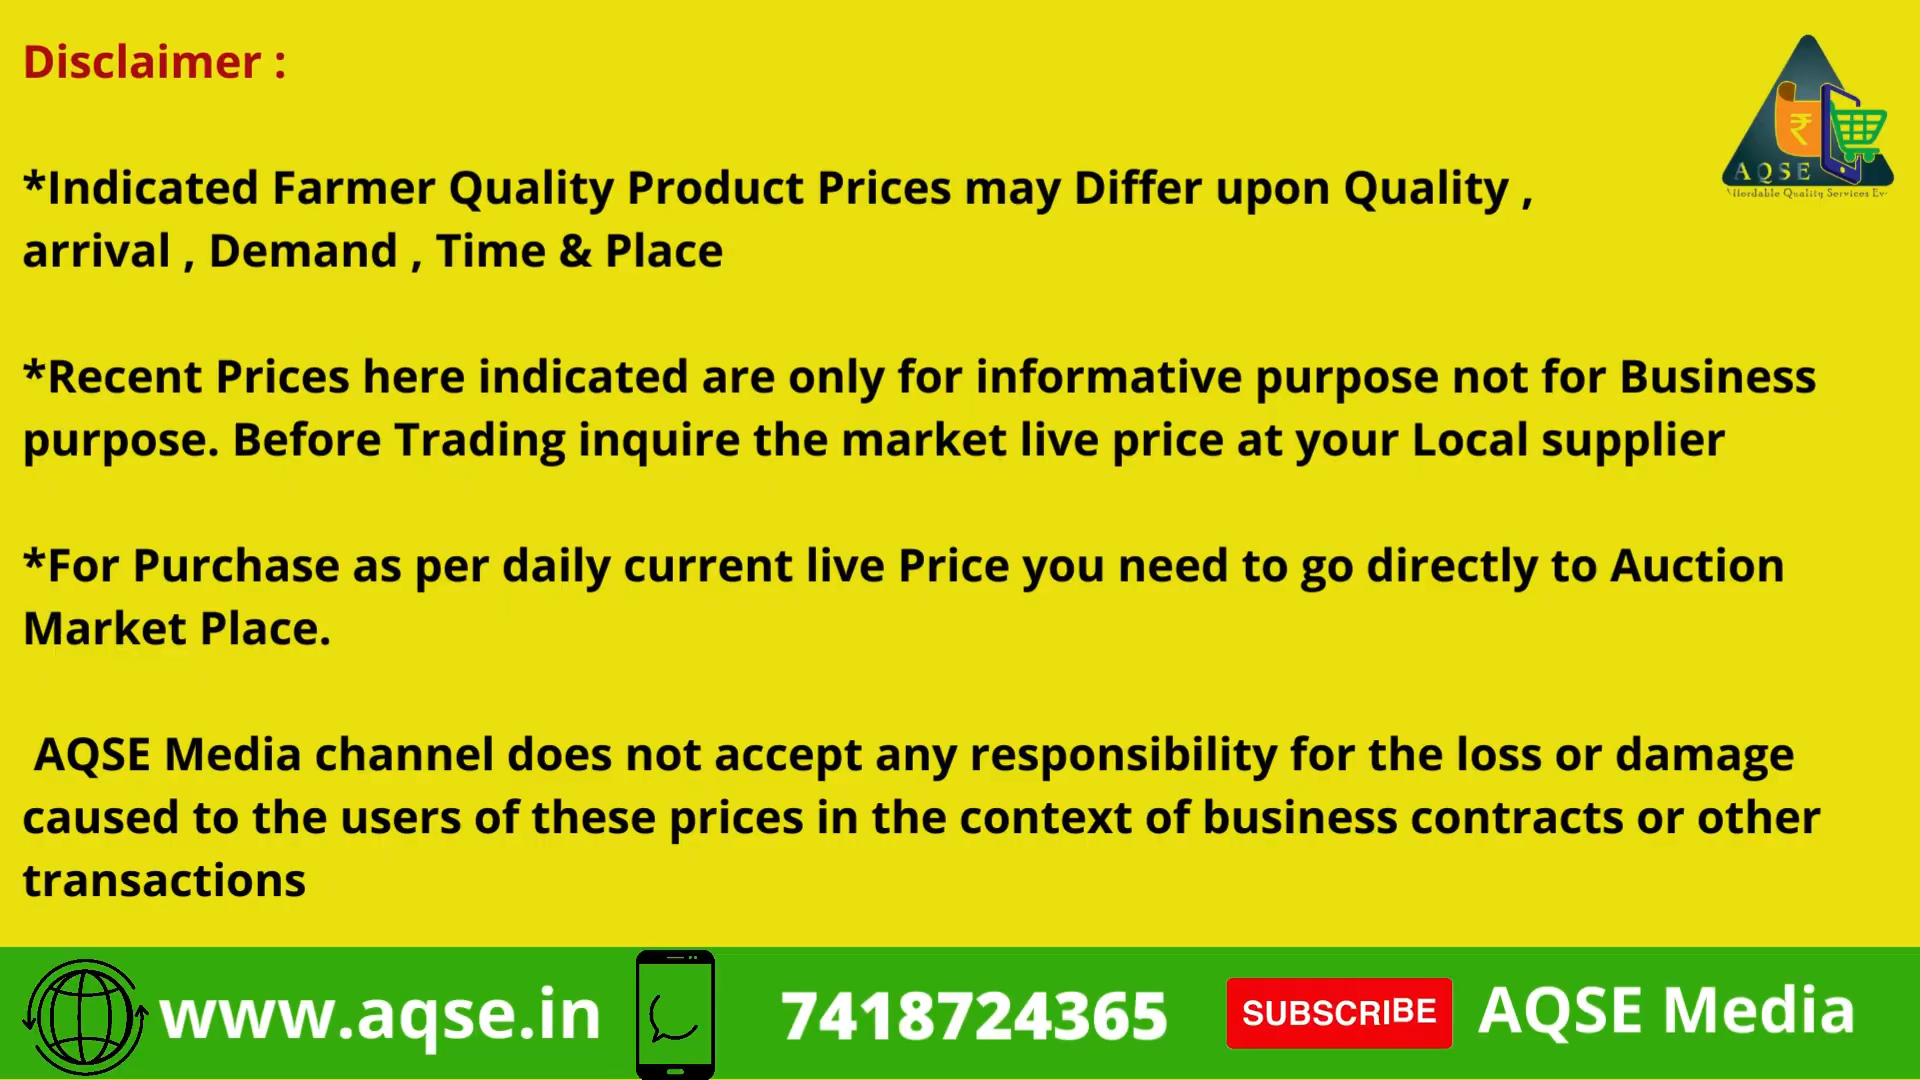 Disclaimer :
₹
AQSE
*Indicated Farmer Quality Product Prices may Differ upon Quality ,
arrival , Demand , Time & Place
*Recent Prices here indicated are only for informative purpose not for Business
purpose. Before Trading inquire the market live price at your Local supplier
*For Purchase as per daily current live Price you need to go directly to Auction
Market Place.
AQSE Media channel does not accept any responsibility for the loss or damage
caused to the users of these prices in the context of business contracts or other
transactions
www.aqse.in
7418724365
SUBSCRIBE
AQSE Media